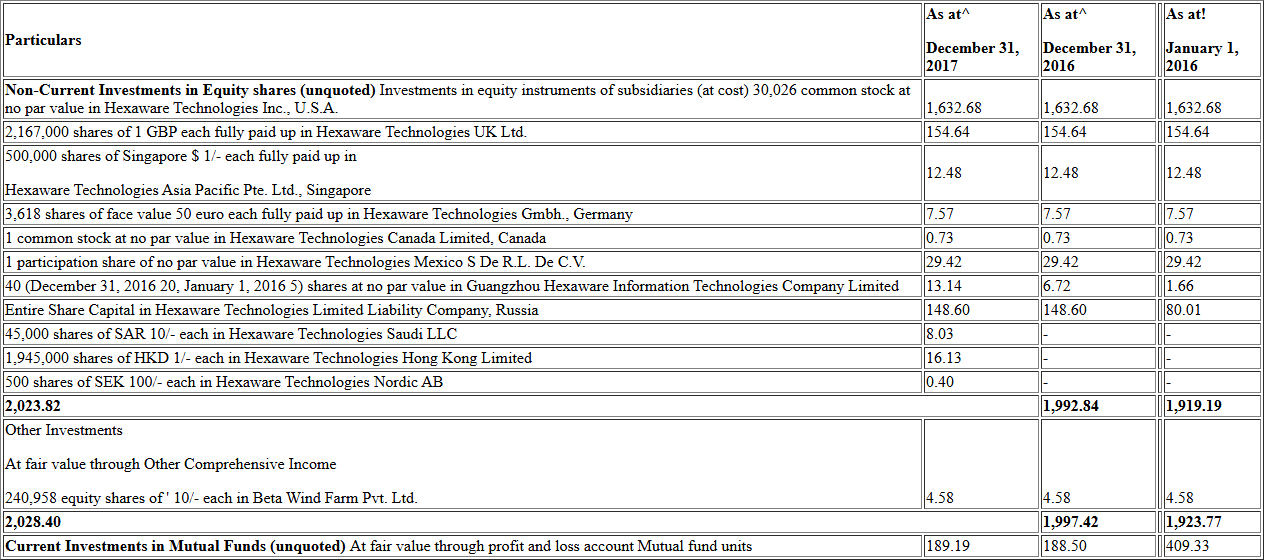 Particulars
As at^
December 31,
2017
As at^
December 31,
2016
As at!
January 1,
2016
Non-Current Investments in Equity shares (unquoted) Investments in equity instruments of subsidiaries (at cost) 30,026 common stock at
no par value in Hexaware Technologies Inc., U.S.A.
1,632.68 1,632.68 1,632.68
2,167,000 shares of 1 GBP each fully paid up in Hexaware Technologies UK Ltd. 154.64 154.64 154.64
500,000 shares of Singapore $ 1/- each fully paid up in
Hexaware Technologies Asia Pacific Pte. Ltd., Singapore
12.48 12.48 12.48
3,618 shares of face value 50 euro each fully paid up in Hexaware Technologies Gmbh., Germany 7.57 7.57 7.57
1 common stock at no par value in Hexaware Technologies Canada Limited, Canada 0.73 0.73 0.73
1 participation share of no par value in Hexaware Technologies Mexico S De R.L. De C.V. 29.42 29.42 29.42
40 (December 31, 2016 20, January 1, 2016 5) shares at no par value in Guangzhou Hexaware Information Technologies Company Limited 13.14 6.72 1.66
Entire Share Capital in Hexaware Technologies Limited Liability Company, Russia 148.60 148.60 80.01
45,000 shares of SAR 10/- each in Hexaware Technologies Saudi LLC 8.03 - -
1,945,000 shares of HKD 1/- each in Hexaware Technologies Hong Kong Limited 16.13 - -
500 shares of SEK 100/- each in Hexaware Technologies Nordic AB 0.40 - -
2,023.82 1,992.84 1,919.19
Other Investments
At fair value through Other Comprehensive Income
240,958 equity shares of ' 10/- each in Beta Wind Farm Pvt. Ltd. 4.58 4.58 4.58
2,028.40 1,997.42 1,923.77
Current Investments in Mutual Funds (unquoted) At fair value through profit and loss account Mutual fund units 189.19 188.50 409.33